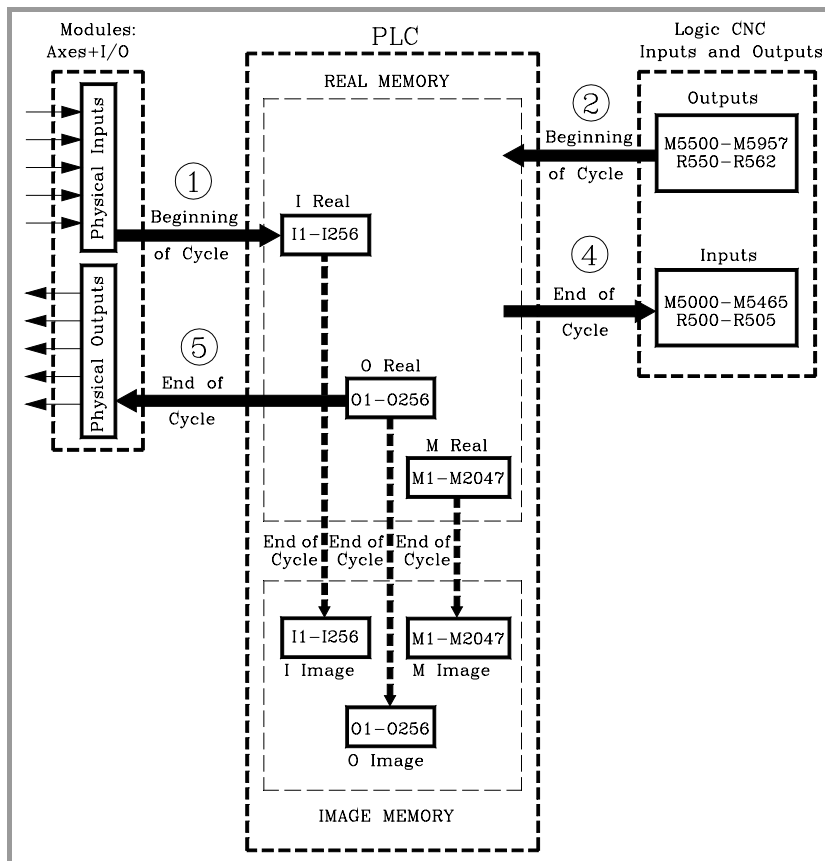 Modules:
Axes+I/O
PLC
Logic CNC
Inputs and Outputs
REAL MEMORY
Physical Inputs
1
Beginning
of Cycle
I Real
I1-I256
2
Beginning
of Cycle
Outputs
M5500-M5957
R550-R562
4
End of
Cycle
Inputs
M5000-M5465
R500-R505
Physical Outputs
5
End of
Cycle
O Real
O1-O256
M Real
M1-M2047
End of
Cycle
End of
Cycle
End of
Cycle
I1-I256
I Image
M1-M2047
M Image
O1-O256
O Image
IMAGE MEMORY